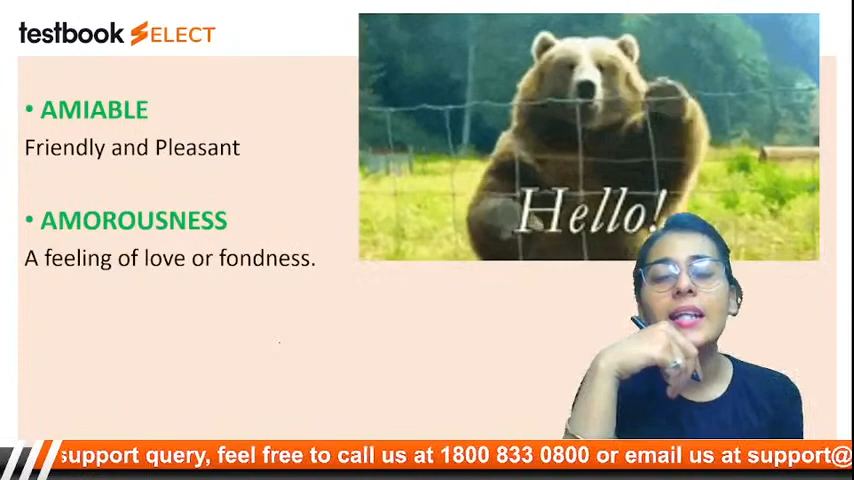 testbook SELECT
• AMIABLE
Friendly and Pleasant
• AMOROUSNESS
A feeling of love or fondness.
Hello!
support query, feel free to call us at 1800 833 0800 or email us at support@